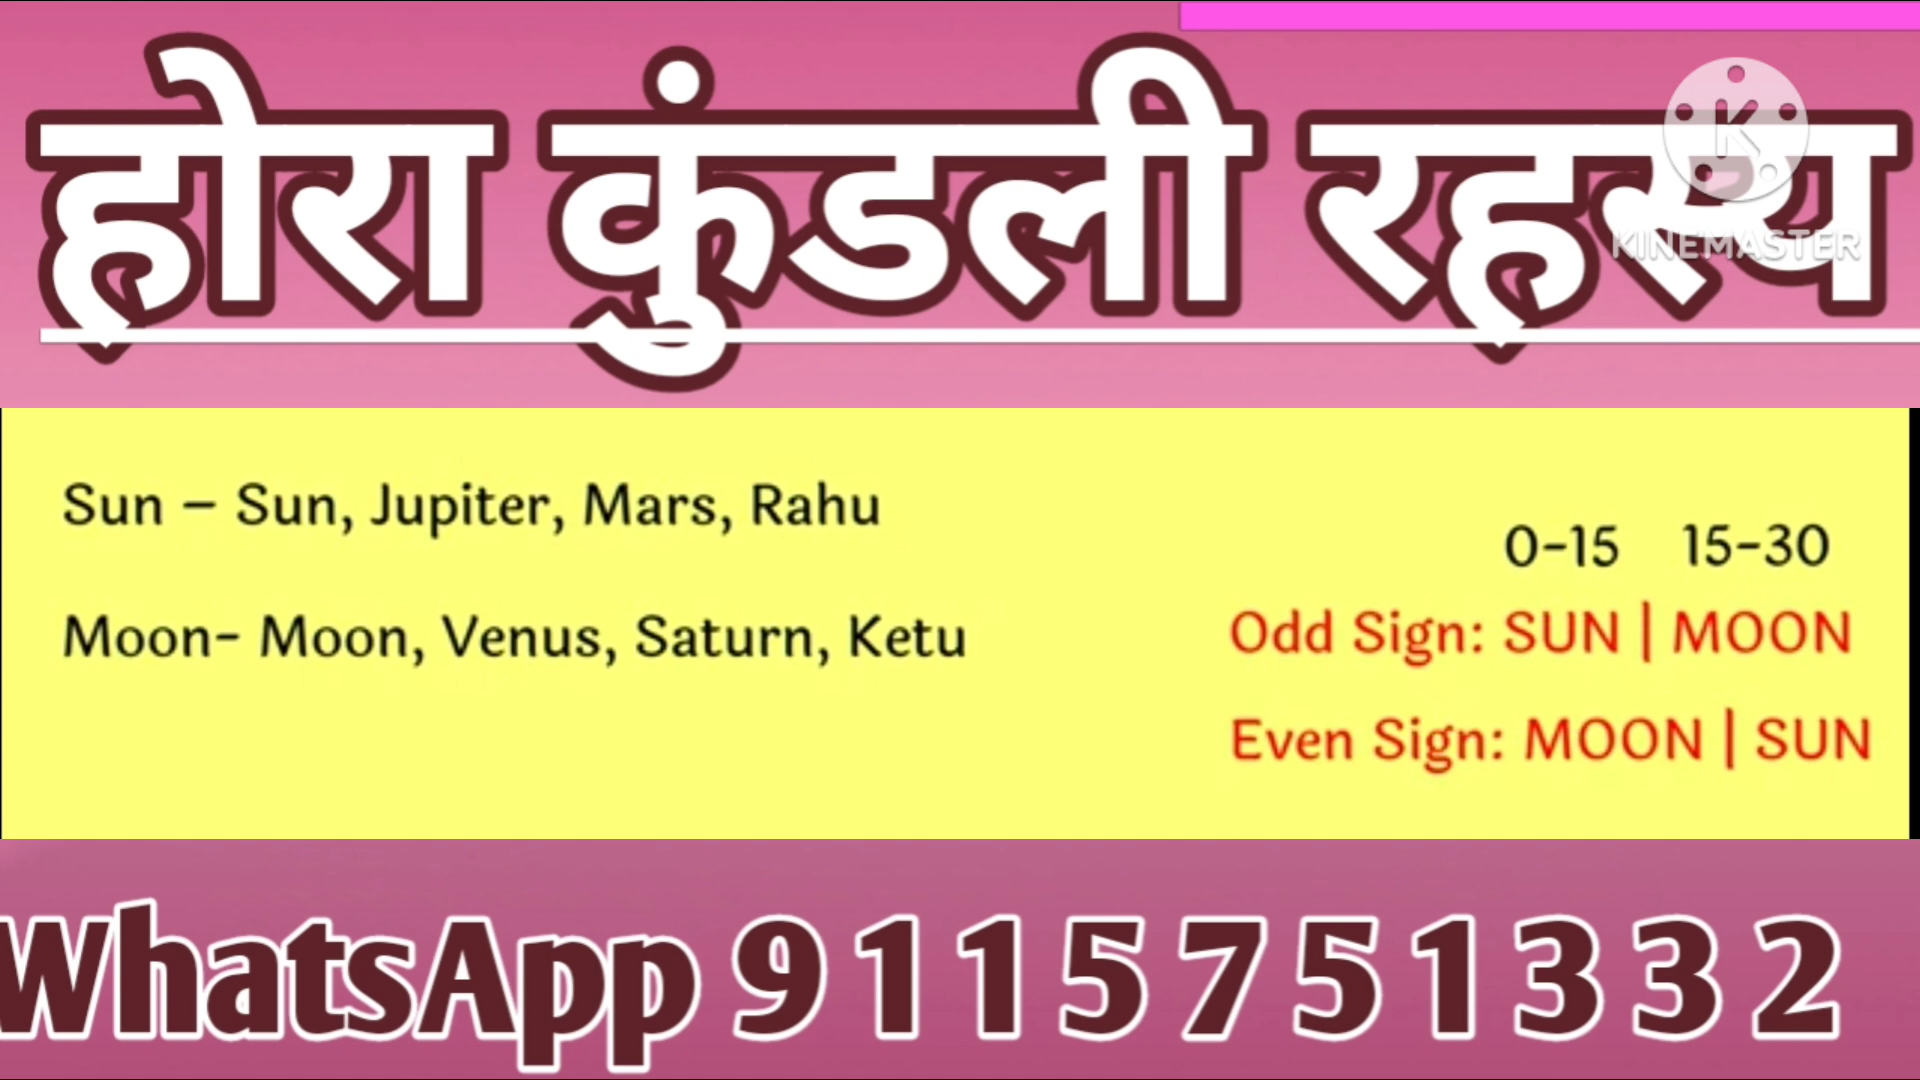 होरा कुंडली रहस्य
K
KINEMASTER
Sun – Sun, Jupiter, Mars, Rahu
0-15 15-30
Moon- Moon, Venus, Saturn, Ketu
Odd Sign: SUN | MOON
Even Sign: MOON | SUN
WhatsApp 9115751332